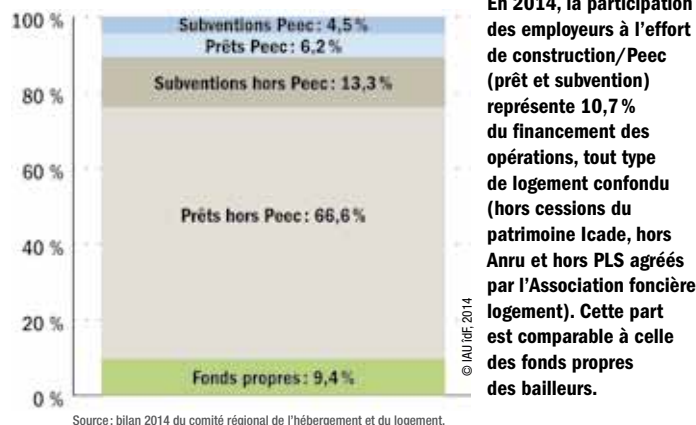 100 %
80 %
60 %
40 %
20 %
0 %
Subventions Peec : 4,5 %
Prêts Peec : 6,2 %
Subventions hors Peec : 13,3 %
Prêts hors Peec : 66,6 %
Fonds propres : 9,4 %
© IAU îdF, 2014
Source : bilan 2014 du comité régional de l'hébergement et du logement.
En 2014, la participation
des employeurs à l'effort
de construction/Peec
(prêt et subvention)
représente 10,7 %
du financement des
opérations, tout type
de logement confondu
(hors cessions du
patrimoine Icade, hors
Anru et hors PLS agréés
par l'Association foncière
logement). Cette part
est comparable à celle
des fonds propres
des bailleurs.